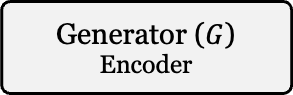 Generator (𝐺)
Encoder